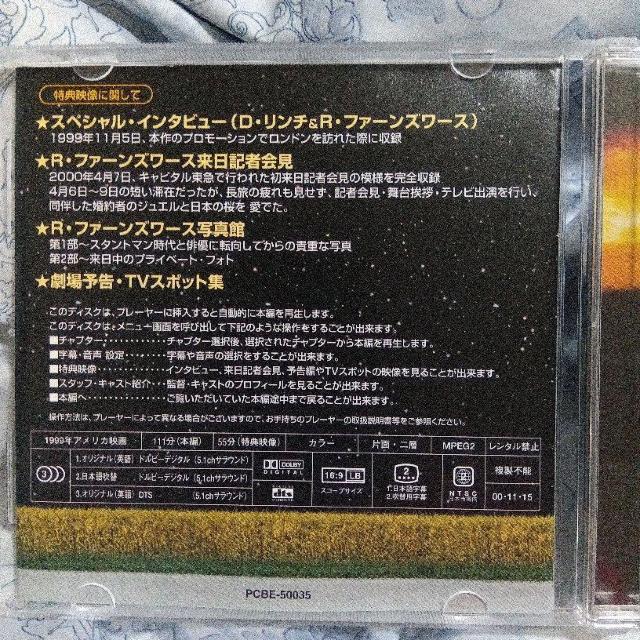 特典映像に関して
★スペシャル・インタビュー(D・リンチ&R・ファーンズワース)
1999年11月5日、本作のプロモーションでロンドンを訪れた際に収録
★R・ファーンズワース来日記者会見
2000年4月7日、キャピタル東急で行われた初来日記者会見の模様を完全収録
4月6日〜9日の短い滞在だったが、長旅の疲れも見せず、記者会見・舞台挨拶・テレビ出演を行い、
同伴した婚約者のジュエルと日本の桜を 愛でた。
★R・ファーンズワース写真館
第1部〜スタントマン時代と俳優に転向してからの貴重な写真
第2部〜来日中のプライベート・フォト
★劇場予告・TVスポット集
このディスクは、プレーヤーに挿入すると自動的に本編を再生します。
このディスクは、メニュー画面を呼び出して下記のような操作をすることが出来ます。
■チャプター・・・・・・・・・・・・チャプター選択後、選択されたチャプターから本編を再生します。
■字幕・音声 設定・・・・・・・・字幕や音声の選択をすることが出来ます。
■特典映像・・・・・・・・・・・・インタビュー、来日記者会見、予告編やTVスポットの映像を見ることが出来ます。
■スタッフ・キャスト紹介・・・監督・キャストのプロフィールを見ることが出来ます。
■本編へ・・・・・・・・・・・・・・ご覧いただいていた本編途中まで戻ることが出来ます。
操作方法は、プレーヤーによって異なる場合がございますので、お手持ちのプレーヤーの取扱説明書等をご参照ください。
1999年アメリカ映画 111分(本編) 55分(特典映像) カラー 片面・二層 MPEG2 レンタル禁止
3 1.オリジナル(英語) ドルビーデジタル (5.1chサラウンド)
2.日本語吹替 ドルビーデジタル (5.1chサラウンド)
3.オリジナル(英語) DTS (5.1chサラウンド)
DOLBY DIGITAL
dts
16:9 LB
スコープサイズ
2
1.日本語字幕
2.吹替用字幕
2
NTSC
日本市場向
複製不能
00・11・15
PCBE-50035